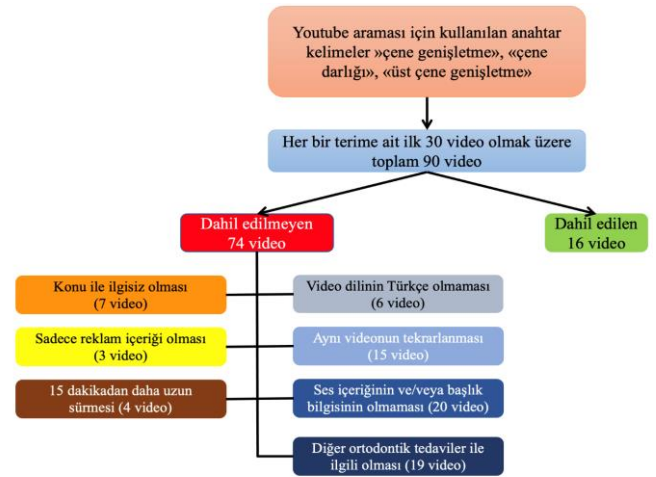 Youtube araması için kullanılan anahtar
kelimeler »çene genişletme», «çene
darlığı», «üst çene genişletme»
Her bir terime ait ilk 30 video olmak üzere
toplam 90 video
Dahil edilmeyen
74 video
Dahil edilen
16 video
Konu ile ilgisiz olması
(7 video)
Video dilinin Türkçe olmaması
(6 video)
Sadece reklam içeriği olması
(3 video)
Aynı videonun tekrarlanması
(15 video)
15 dakikadan daha uzun
sürmesi (4 video)
Ses içeriğinin ve/veya başlık
bilgisinin olmaması (20 video)
Diğer ortodontik tedaviler ile
ilgili olması (19 video)